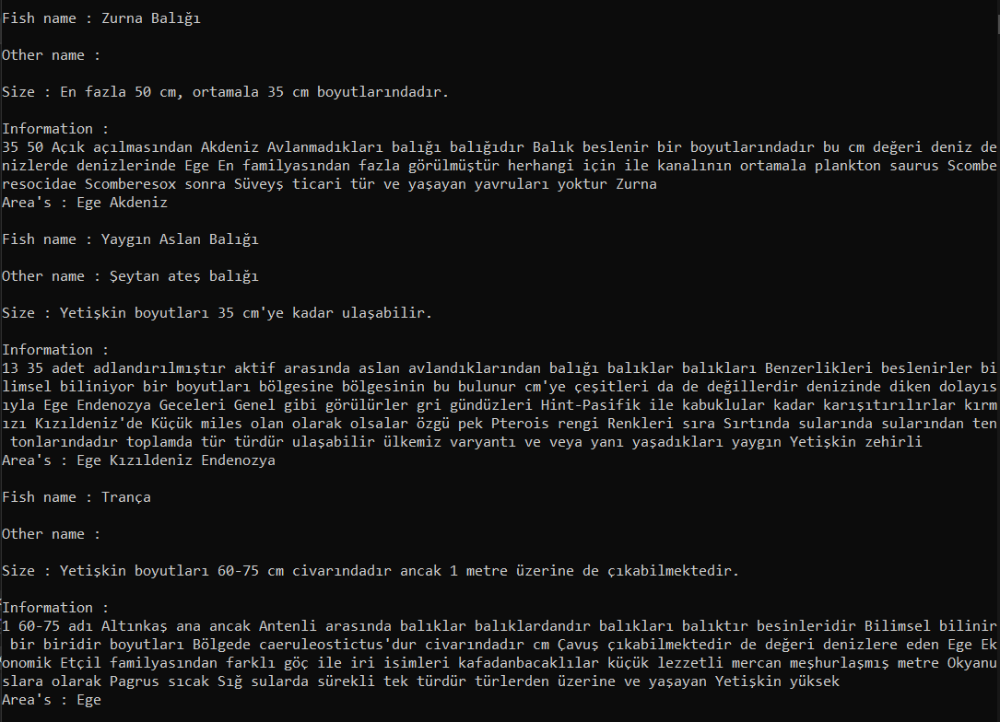 Fish name : Zurna Balığı
Other name :
Size : En fazla 50 cm, ortamala 35 cm boyutlarındadır.
Information :
35 50 Açık açılmasından Akdeniz Avlanmadıkları balığı balığıdır Balık beslenir bir boyutlarındadır bu cm değeri deniz de
nizlerde denizlerinde Ege En familyasından fazla görülmüştür herhangi için ile kanalının ortamala plankton saurus Scombe
resocidae Scomberesox sonra Süveyş ticari tür ve yaşayan yavruları yoktur Zurna
Area's : Ege Akdeniz
Fish name : Yaygın Aslan Balığı
Other name : Şeytan ateş balığı
Size : Yetişkin boyutları 35 cm'ye kadar ulaşabilir.
Information :
13 35 adet adlandırılmıştır aktif arasında aslan avlandıklarından balığı balıklar balıkları Benzerlikleri beslenirler bi
limsel biliniyor bir boyutları bölgesine bölgesinin bu bulunur cm'ye çeşitleri da de değillerdir denizinde diken dolayıs
ıyla Ege Endenozya Geceleri Genel gibi görülürler gri gündüzleri Hint-Pasifik ile kabuklular kadar karışıtırılırlar kırm
ızı Kızıldeniz'de Küçük miles olan olarak olsalar özgü pek Pterois rengi Renkleri sıra Sırtında sularında sularından ten
tonlarındadır toplamda tür türdür ulaşabilir ülkemiz varyantı ve veya yanı yaşadıkları yaygın Yetişkin zehirli
Area's : Ege Kızıldeniz Endenozya
Fish name : Trança
Other name :
Size : Yetişkin boyutları 60-75 cm civarındadır ancak 1 metre üzerine de çıkabilmektedir.
Information :
1 60-75 adı Altınkaş ana ancak Antenli arasında balıklar balıklardandır balıkları balıktır besinleridir Bilimsel bilinir
bir biridir boyutları Bölgede caeruleostictus'dur civarındadır cm Çavuş çıkabilmektedir de değeri denizlere eden Ege Ek
onomik Etçil familyasından farklı göç ile iri isimleri kafadanbacaklılar küçük lezzetli mercan meşhurlaşmış metre Okyanu
slara olarak Pagrus sıcak Sığ sularda sürekli tek türdür türlerden üzerine ve yaşayan Yetişkin yüksek
Area's : Ege